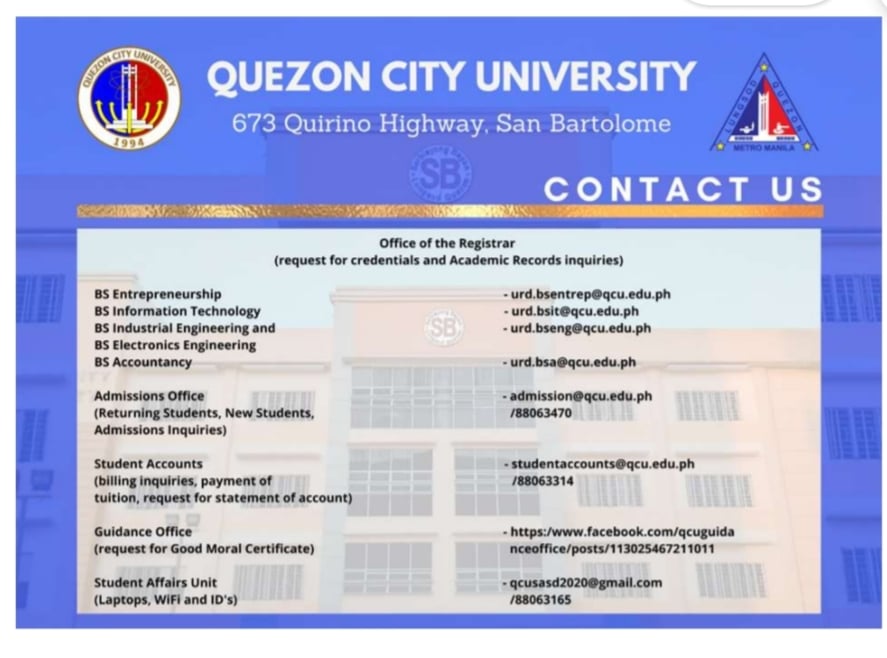 QUEZON CITY UNIVERSITY
673 Quirino Highway, San Bartolome
QUEZON CITY UNIVERSITY
1994
LUNGSOD QUEZON
METRO MANILA
SB
CONTACT US
Office of the Registrar
(request for credentials and Academic Records inquiries)
BS Entrepreneurship - urd.bsentrep@qcu.edu.ph
BS Information Technology - urd.bsit@qcu.edu.ph
BS Industrial Engineering and - urd.bseng@qcu.edu.ph
BS Electronics Engineering
BS Accountancy - urd.bsa@qcu.edu.ph
SB
Admissions Office - admission@qcu.edu.ph
(Returning Students, New Students, /88063470
Admissions Inquiries)
Student Accounts - studentaccounts@qcu.edu.ph
(billing inquiries, payment of /88063314
tuition, request for statement of account)
Guidance Office - https:/www.facebook.com/qcuguida
(request for Good Moral Certificate) nceoffice/posts/113025467211011
Student Affairs Unit - qcusasd2020@gmail.com
(Laptops, WiFi and ID's) /88063165